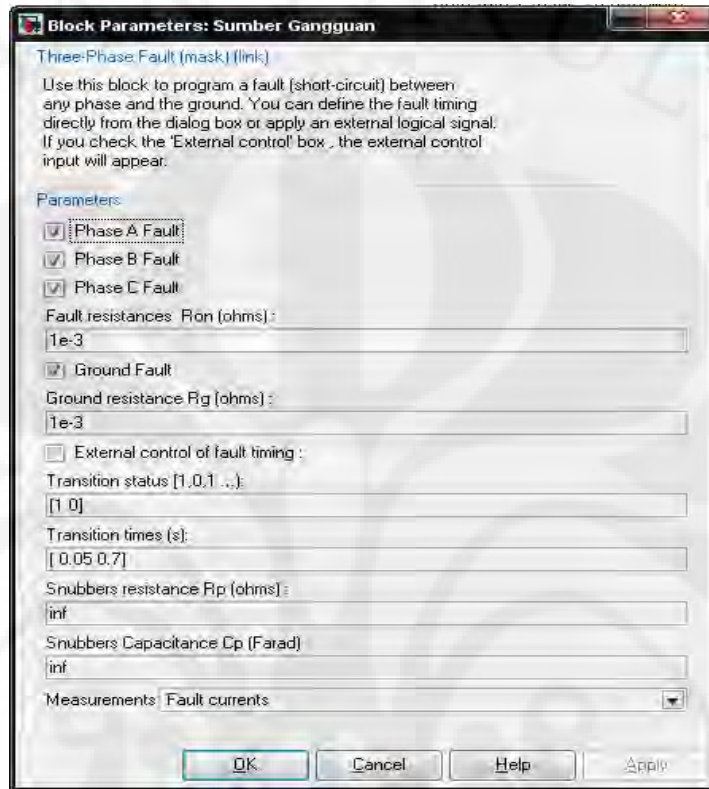 Block Parameters: Sumber Gangguan
Three-Phase Fault (mask) (link)
Use this block to program a fault (short-circuit) between
any phase and the ground. You can define the fault timing
directly from the dialog box or apply an external logical signal.
If you check the 'External control' box , the external control
input will appear.
Parameters
Phase A Fault
Phase B Fault
Phase C Fault
Fault resistances Ron (ohms) :
1e-3
Ground Fault
Ground resistance Rg (ohms) :
1e-3
External control of fault timing :
Transition status [1,0,1 ...):
[1 0]
Transition times (s):
[ 0.05 0.7]
Snubbers resistance Rp (ohms) :
inf
Snubbers Capacitance Cp (Farad)
inf
Measurements Fault currents
OK Cancel Help Apply